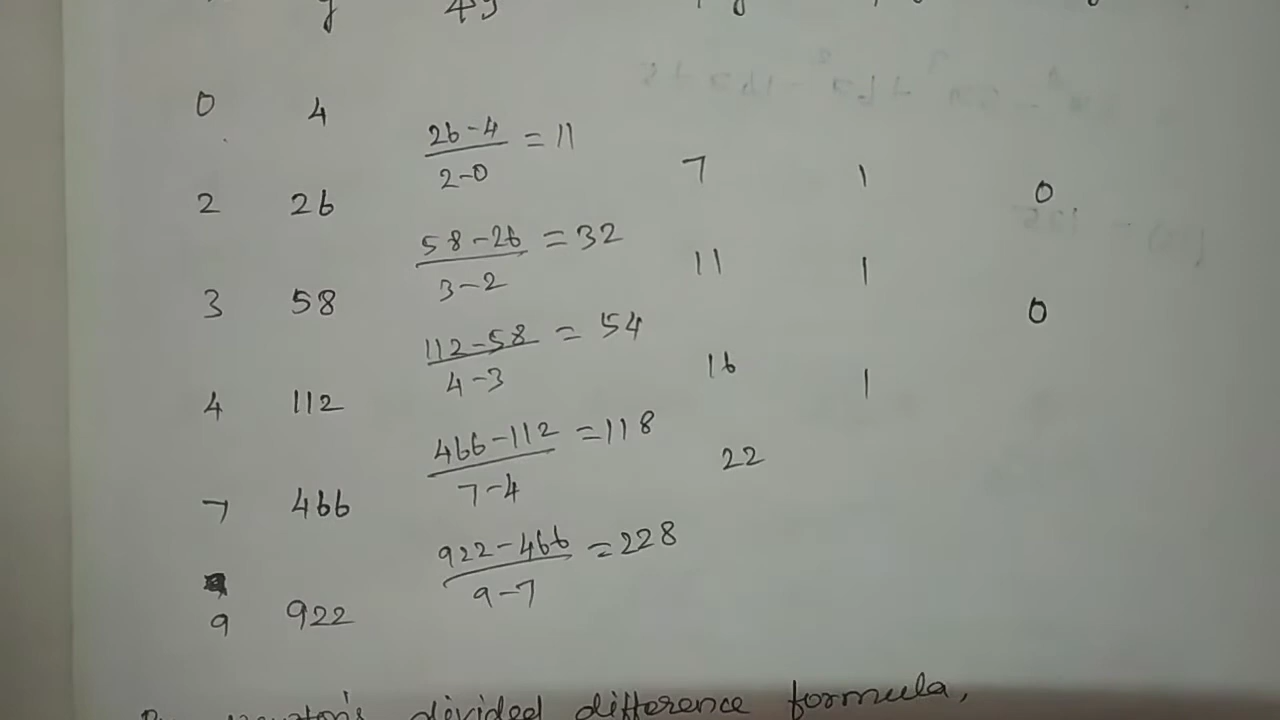 y
0 4
26-4/2-0 = 11
7 1 0
2 26
58-26/3-2 = 32
11 1
3 58
0
112-58/4-3 = 54
16 1
4 112
466-112/7-4 = 118
22
7 466
922-466/9-7 = 228
9 922
divided difference formula,